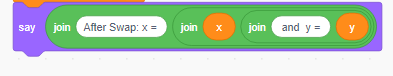 say join After Swap: x = join x join and y = y